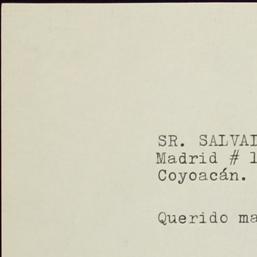 SR. SALVA
Madrid # 1
Coyoacán.
Querido ma